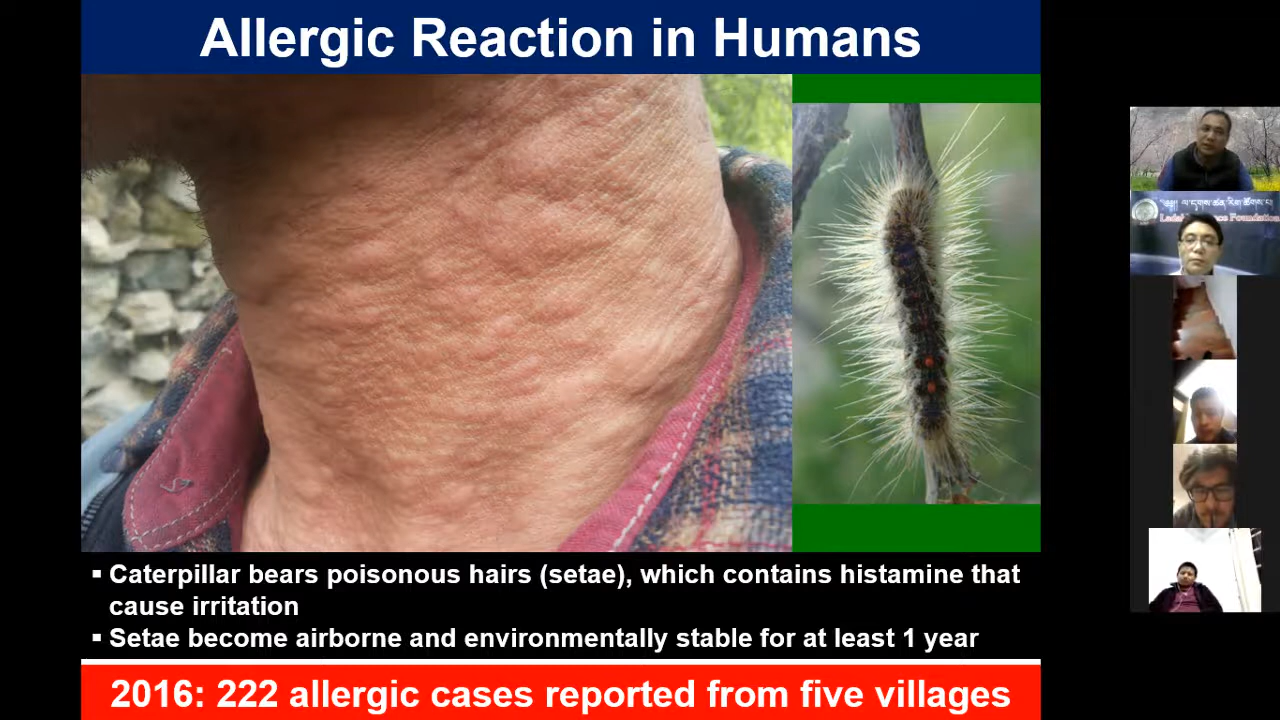 Allergic Reaction in Humans
▪ Caterpillar bears poisonous hairs (setae), which contains histamine that
cause irritation
▪ Setae become airborne and environmentally stable for at least 1 year
2016: 222 allergic cases reported from five villages
Foundation